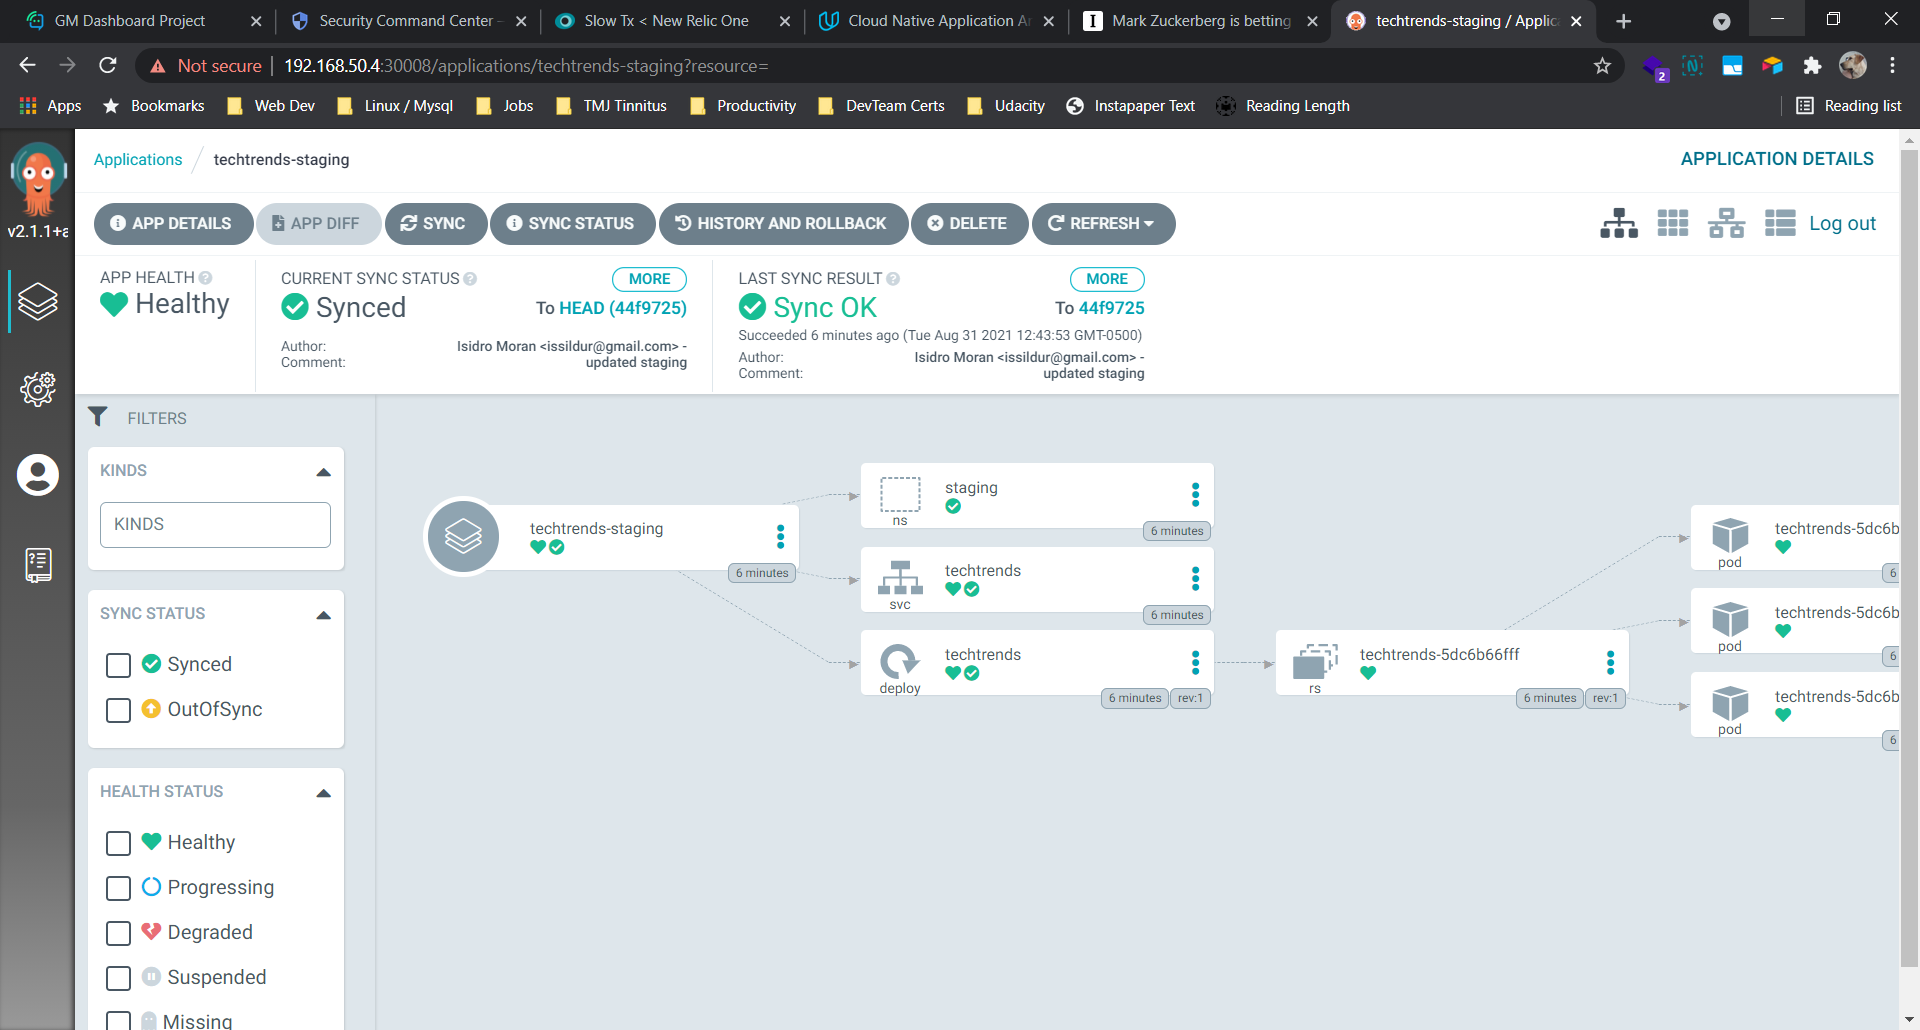 GM Dashboard Project
Security Command Center -
Slow Tx < New Relic One
Cloud Native Application Ar
Mark Zuckerberg is betting
techtrends-staging / Applic
Not secure
192.168.50.4:30008/applications/techtrends-staging?resource=
2
Apps
Bookmarks
Web Dev
Linux / Mysql
Jobs
TMJ Tinnitus
Productivity
DevTeam Certs
Udacity
Instapaper Text
Reading Length
Reading list
v2.1.1+a
Applications
techtrends-staging
APPLICATION DETAILS
APP DETAILS
APP DIFF
SYNC
SYNC STATUS
HISTORY AND ROLLBACK
DELETE
REFRESH
Log out
APP HEALTH
Healthy
CURRENT SYNC STATUS
MORE
Synced
To HEAD (44f9725)
Author:
Isidro Moran <issildur@gmail.com> -
Comment:
updated staging
LAST SYNC RESULT
MORE
Sync OK
To 44f9725
Succeeded 6 minutes ago (Tue Aug 31 2021 12:43:53 GMT-0500)
Author:
Isidro Moran <issildur@gmail.com> -
Comment:
updated staging
FILTERS
KINDS
KINDS
SYNC STATUS
Synced
OutOfSync
HEALTH STATUS
Healthy
Progressing
Degraded
Suspended
Missing
techtrends-staging
6 minutes
staging
ns
6 minutes
techtrends
svc
6 minutes
techtrends
deploy
6 minutes
rev:1
techtrends-5dc6b66fff
rs
6 minutes
rev:1
techtrends-5dc6b
pod
6
techtrends-5dc6b
pod
6
techtrends-5dc6b
pod
6